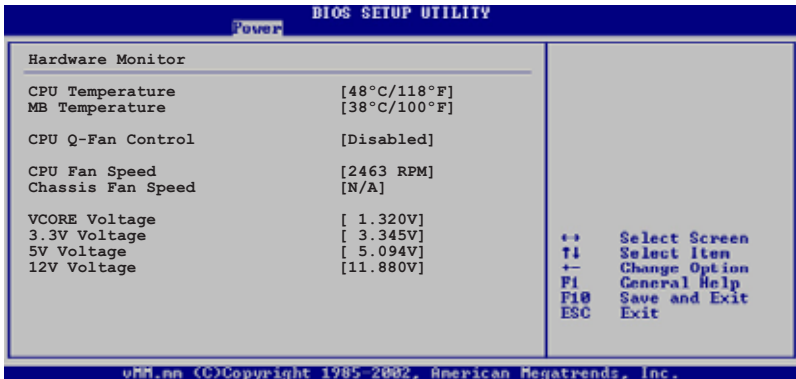 BIOS SETUP UTILITY
Power
Hardware Monitor
CPU Temperature [48°C/118°F]
MB Temperature [38°C/100°F]
CPU Q-Fan Control [Disabled]
CPU Fan Speed [2463 RPM]
Chassis Fan Speed [N/A]
VCORE Voltage [ 1.320V]
3.3V Voltage [ 3.345V]
5V Voltage [ 5.094V]
12V Voltage [11.880V]
←→ Select Screen
↑↓ Select Item
+- Change Option
F1 General Help
F10 Save and Exit
ESC Exit
vMM.mm (C)Copyright 1985-2002, American Megatrends, Inc.